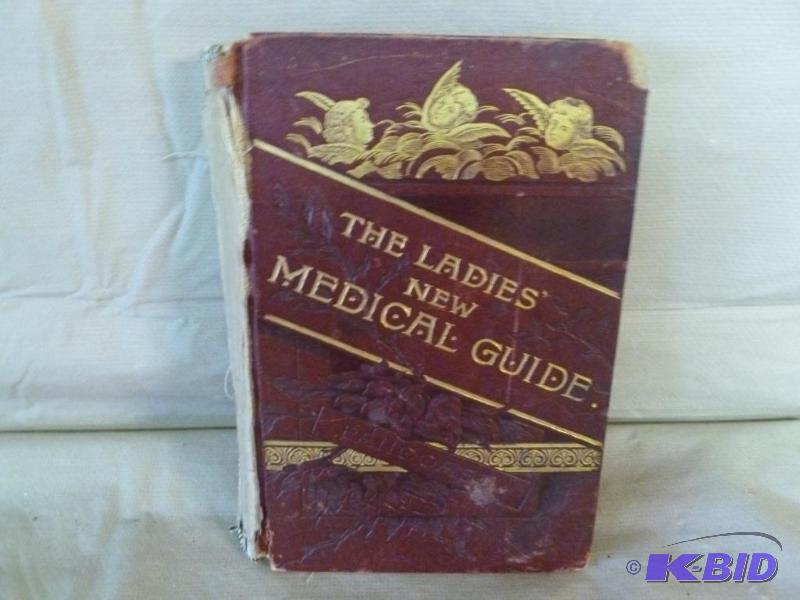 THE LADIES'
NEW
MEDICAL GUIDE.
© K-BID